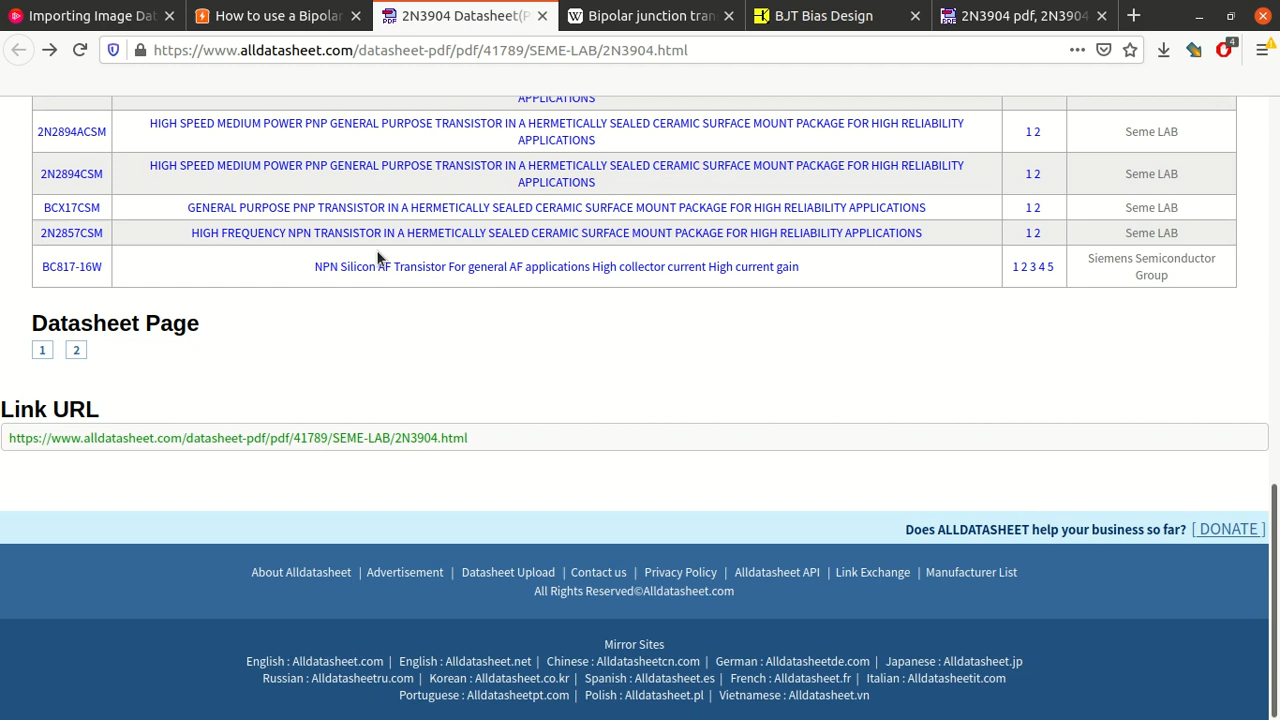 Importing Image Dat
How to use a Bipolar
2N3904 Datasheet(P
Bipolar junction tran
BJT Bias Design
2N3904 pdf, 2N3904
https://www.alldatasheet.com/datasheet-pdf/pdf/41789/SEME-LAB/2N3904.html
4
APPLICATIONS
2N2894ACSM
HIGH SPEED MEDIUM POWER PNP GENERAL PURPOSE TRANSISTOR IN A HERMETICALLY SEALED CERAMIC SURFACE MOUNT PACKAGE FOR HIGH RELIABILITY
APPLICATIONS
1 2
Seme LAB
2N2894CSM
HIGH SPEED MEDIUM POWER PNP GENERAL PURPOSE TRANSISTOR IN A HERMETICALLY SEALED CERAMIC SURFACE MOUNT PACKAGE FOR HIGH RELIABILITY
APPLICATIONS
1 2
Seme LAB
BCX17CSM
GENERAL PURPOSE PNP TRANSISTOR IN A HERMETICALLY SEALED CERAMIC SURFACE MOUNT PACKAGE FOR HIGH RELIABILITY APPLICATIONS
1 2
Seme LAB
2N2857CSM
HIGH FREQUENCY NPN TRANSISTOR IN A HERMETICALLY SEALED CERAMIC SURFACE MOUNT PACKAGE FOR HIGH RELIABILITY APPLICATIONS
1 2
Seme LAB
BC817-16W
NPN Silicon AF Transistor For general AF applications High collector current High current gain
1 2 3 4 5
Siemens Semiconductor
Group
Datasheet Page
1 2
Link URL
https://www.alldatasheet.com/datasheet-pdf/pdf/41789/SEME-LAB/2N3904.html
Does ALLDATASHEET help your business so far? [ DONATE ]
About Alldatasheet | Advertisement | Datasheet Upload | Contact us | Privacy Policy | Alldatasheet API | Link Exchange | Manufacturer List
All Rights Reserved©Alldatasheet.com
Mirror Sites
English : Alldatasheet.com | English : Alldatasheet.net | Chinese : Alldatasheetcn.com | German : Alldatasheetde.com | Japanese : Alldatasheet.jp
Russian : Alldatasheetru.com | Korean : Alldatasheet.co.kr | Spanish : Alldatasheet.es | French : Alldatasheet.fr | Italian : Alldatasheetit.com
Portuguese : Alldatasheetpt.com | Polish : Alldatasheet.pl | Vietnamese : Alldatasheet.vn